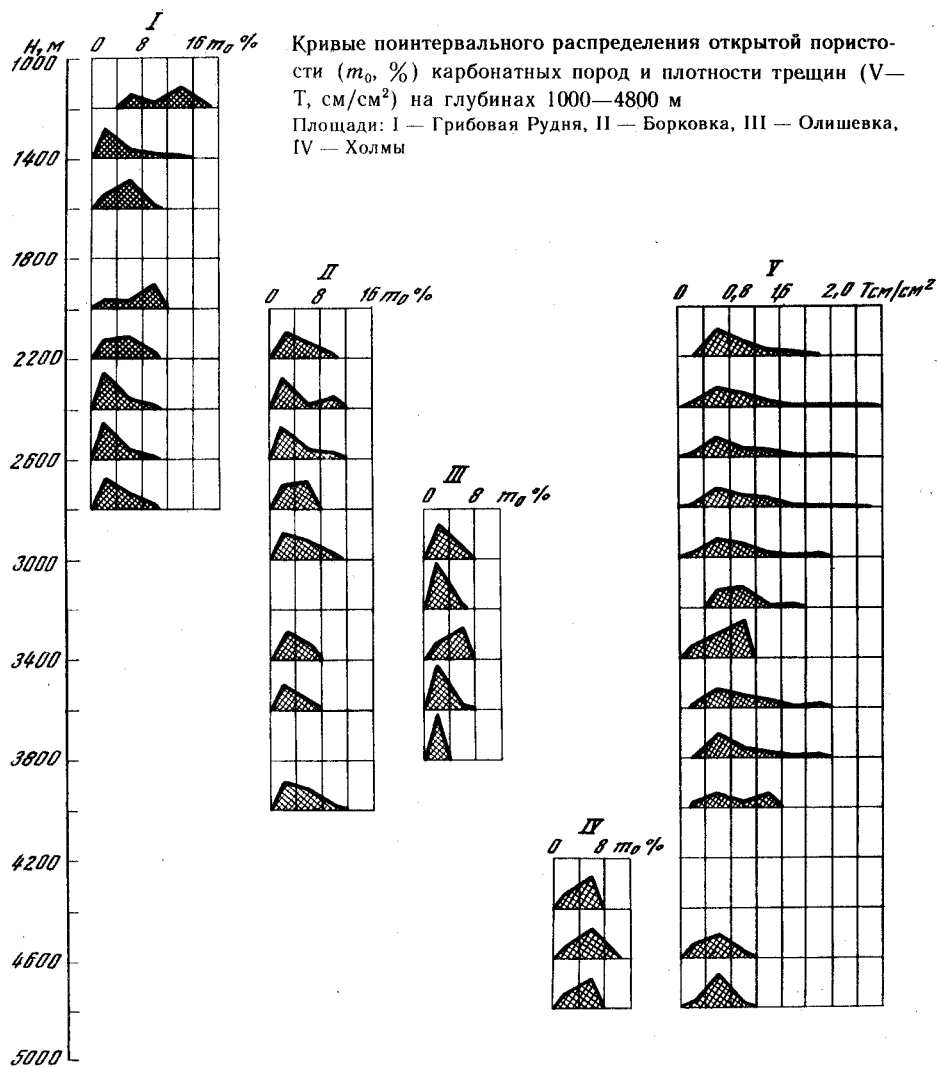 I
H, м 0 8 16 m₀ %
Кривые поинтервального распределения открытой пористо-
сти (m₀, %) карбонатных пород и плотности трещин (V—
Т, см/см²) на глубинах 1000—4800 м
Площади: I — Грибовая Рудня, II — Борковка, III — Олишевка,
IV — Холмы
1000
1400
1800
II
0 8 16 m₀ %
V
0 0,8 1,6 2,0 Tсм/см²
2200
2600
III
0 8 m₀ %
3000
3400
3800
IV
0 8 m₀ %
4200
4600
5000